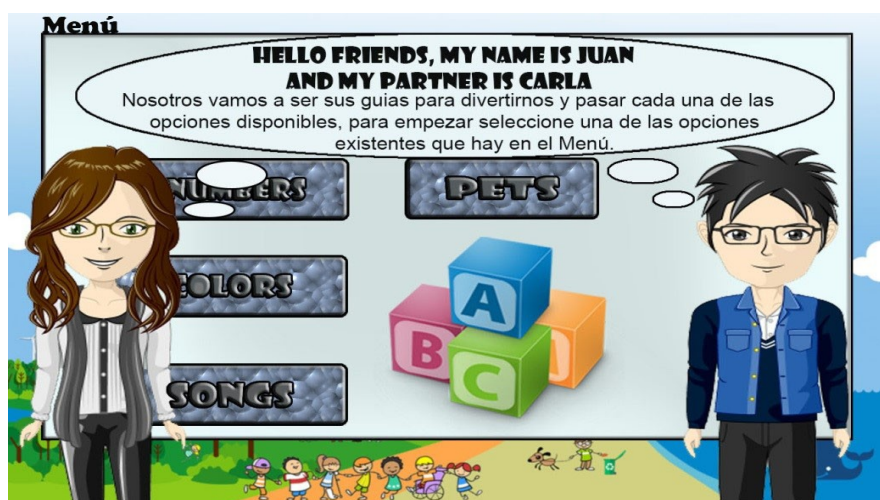 Menú
HELLO FRIENDS, MY NAME IS JUAN
AND MY PARTNER IS CARLA
Nosotros vamos a ser sus guias para divertirnos y pasar cada una de las
opciones disponibles, para empezar seleccione una de las opciones
existentes que hay en el Menú.
NUMBERS
PETS
COLORS
A
B
C
SONGS